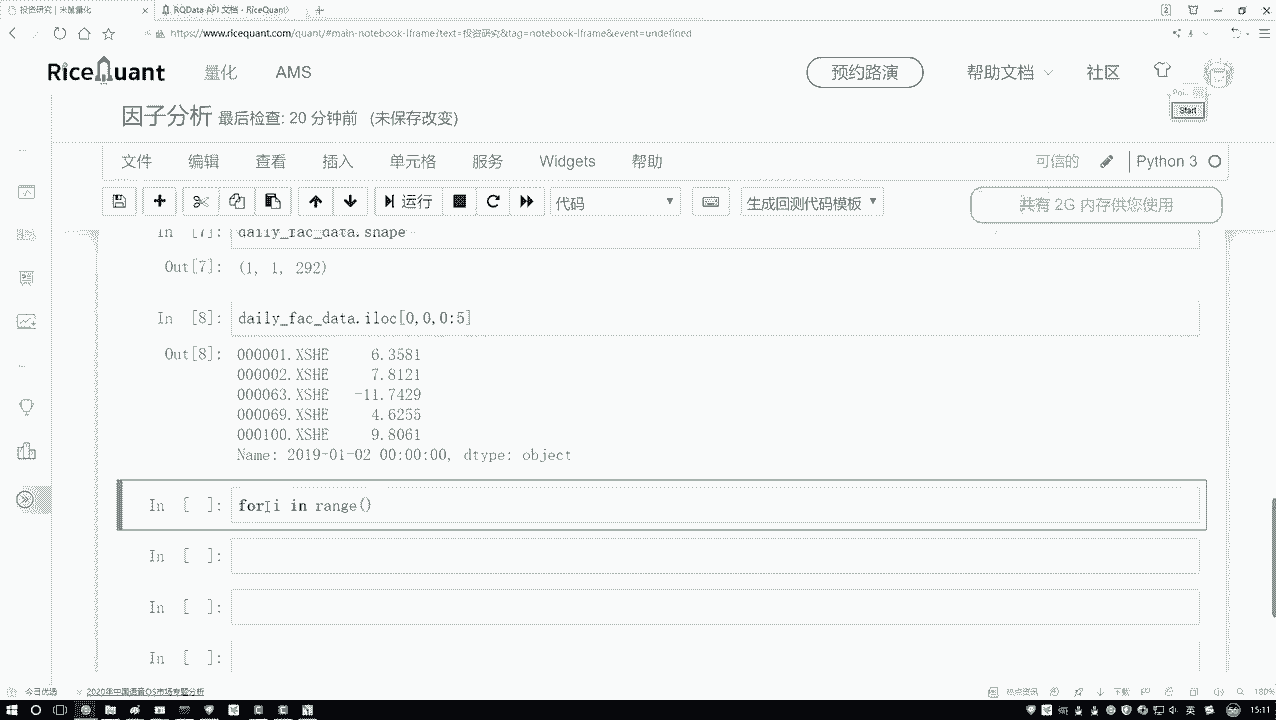 投资研究 | 米筐量化
RQData API 文档 - RiceQuant
https://www.ricequant.com/quant/#main-notebook-iframe?text=投资研究&tag=notebook-iframe&event=undefined
RiceQuant 量化 AMS 预约路演 帮助文档 社区
Start
因子分析 最后检查: 20 分钟前 (未保存改变)
文件 编辑 查看 插入 单元格 服务 Widgets 帮助 可信的 Python 3
运行 代码 生成回测代码模板 共有 2G 内存供您使用
In [7]: daily_fac_data.shape
Out[7]: (1, 1, 292)
In [8]: daily_fac_data.iloc[0,0,0:5]
Out[8]: 000001.XSHE 6.3581
000002.XSHE 7.8121
000063.XSHE -11.7429
000069.XSHE 4.6255
000100.XSHE 9.8061
Name: 2019-01-02 00:00:00, dtype: object
In [ ]: for i in range()
In [ ]:
In [ ]:
In [ ]:
今日优选 2020年中国语音OS市场专题分析 热点资讯 下载 180%
英 15:11